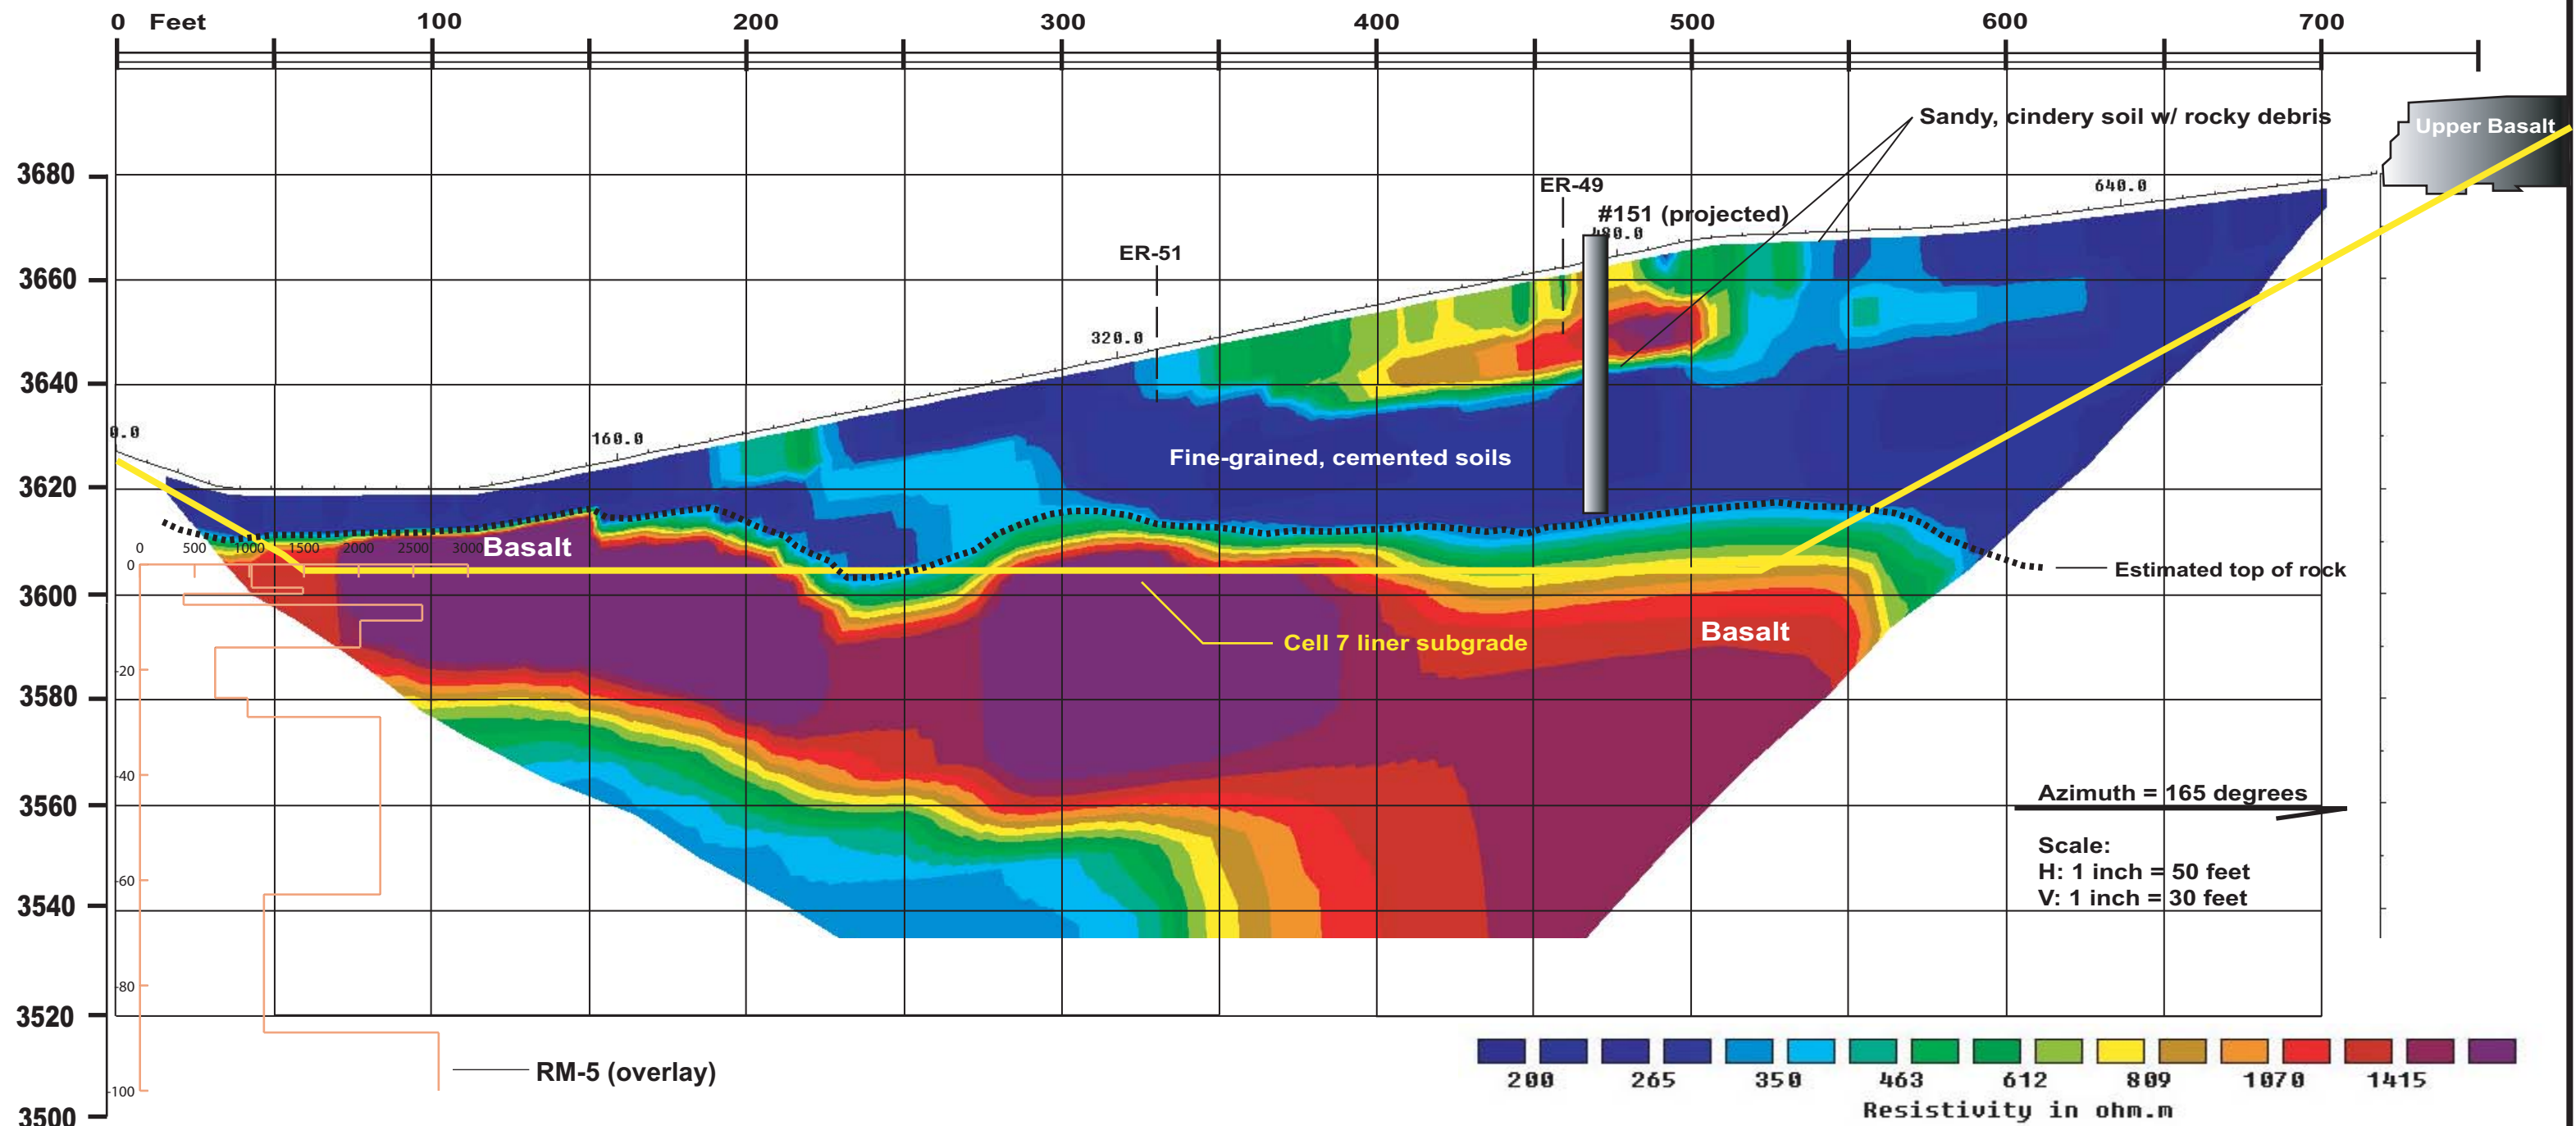 0 Feet 100 200 300 400 500 600 700
Sandy, cindery soil w/ rocky debris
Upper Basalt
3680
ER-49
640.0
#151 (projected)
480.0
ER-51
3660
320.0
3640
0.0
160.0
Fine-grained, cemented soils
3620
0 500 1000 1500 2000 2500 3000
Basalt
0
Estimated top of rock
3600
Basalt
Cell 7 liner subgrade
-20
3580
-40
Azimuth = 165 degrees
3560
Scale:
H: 1 inch = 50 feet
-60
V: 1 inch = 30 feet
3540
-80
3520
RM-5 (overlay)
200 265 350 463 612 809 1070 1415
-100
Resistivity in ohm.m
3500